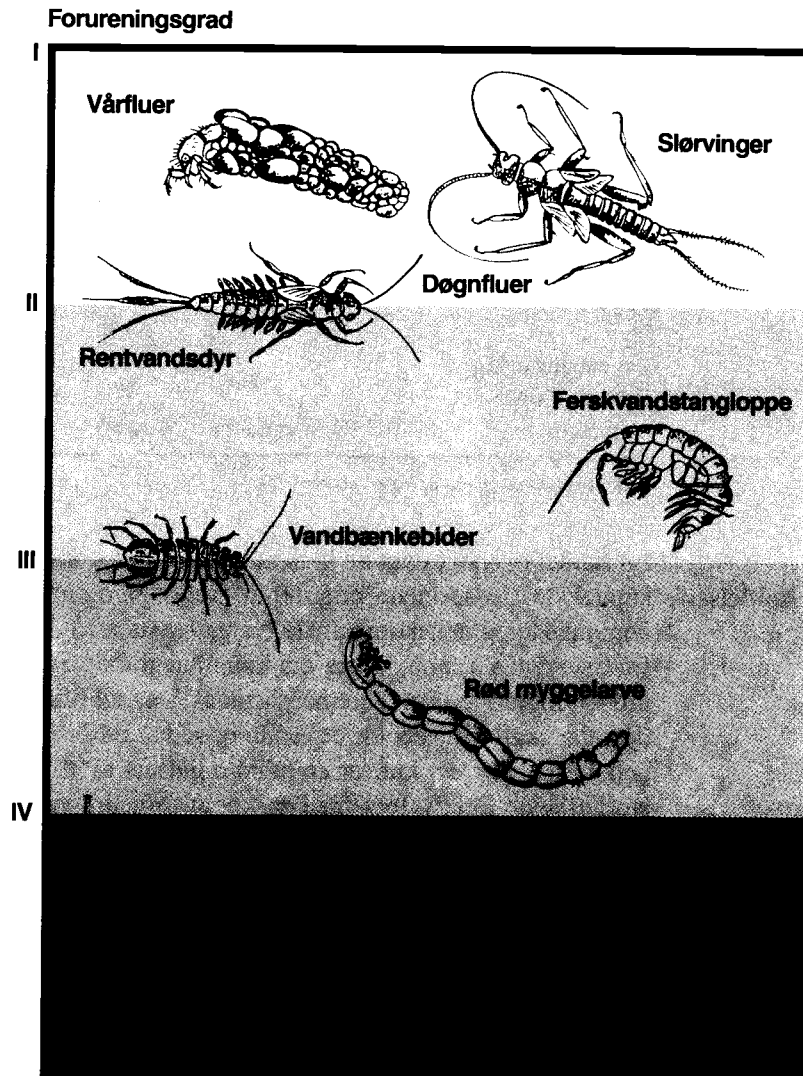 Forureningsgrad
I
Vårfluer
Slørvinger
Døgnfluer
II
Rentvandsdyr
Ferskvandstangloppe
Vandbænkebider
III
Rød myggelarve
IV